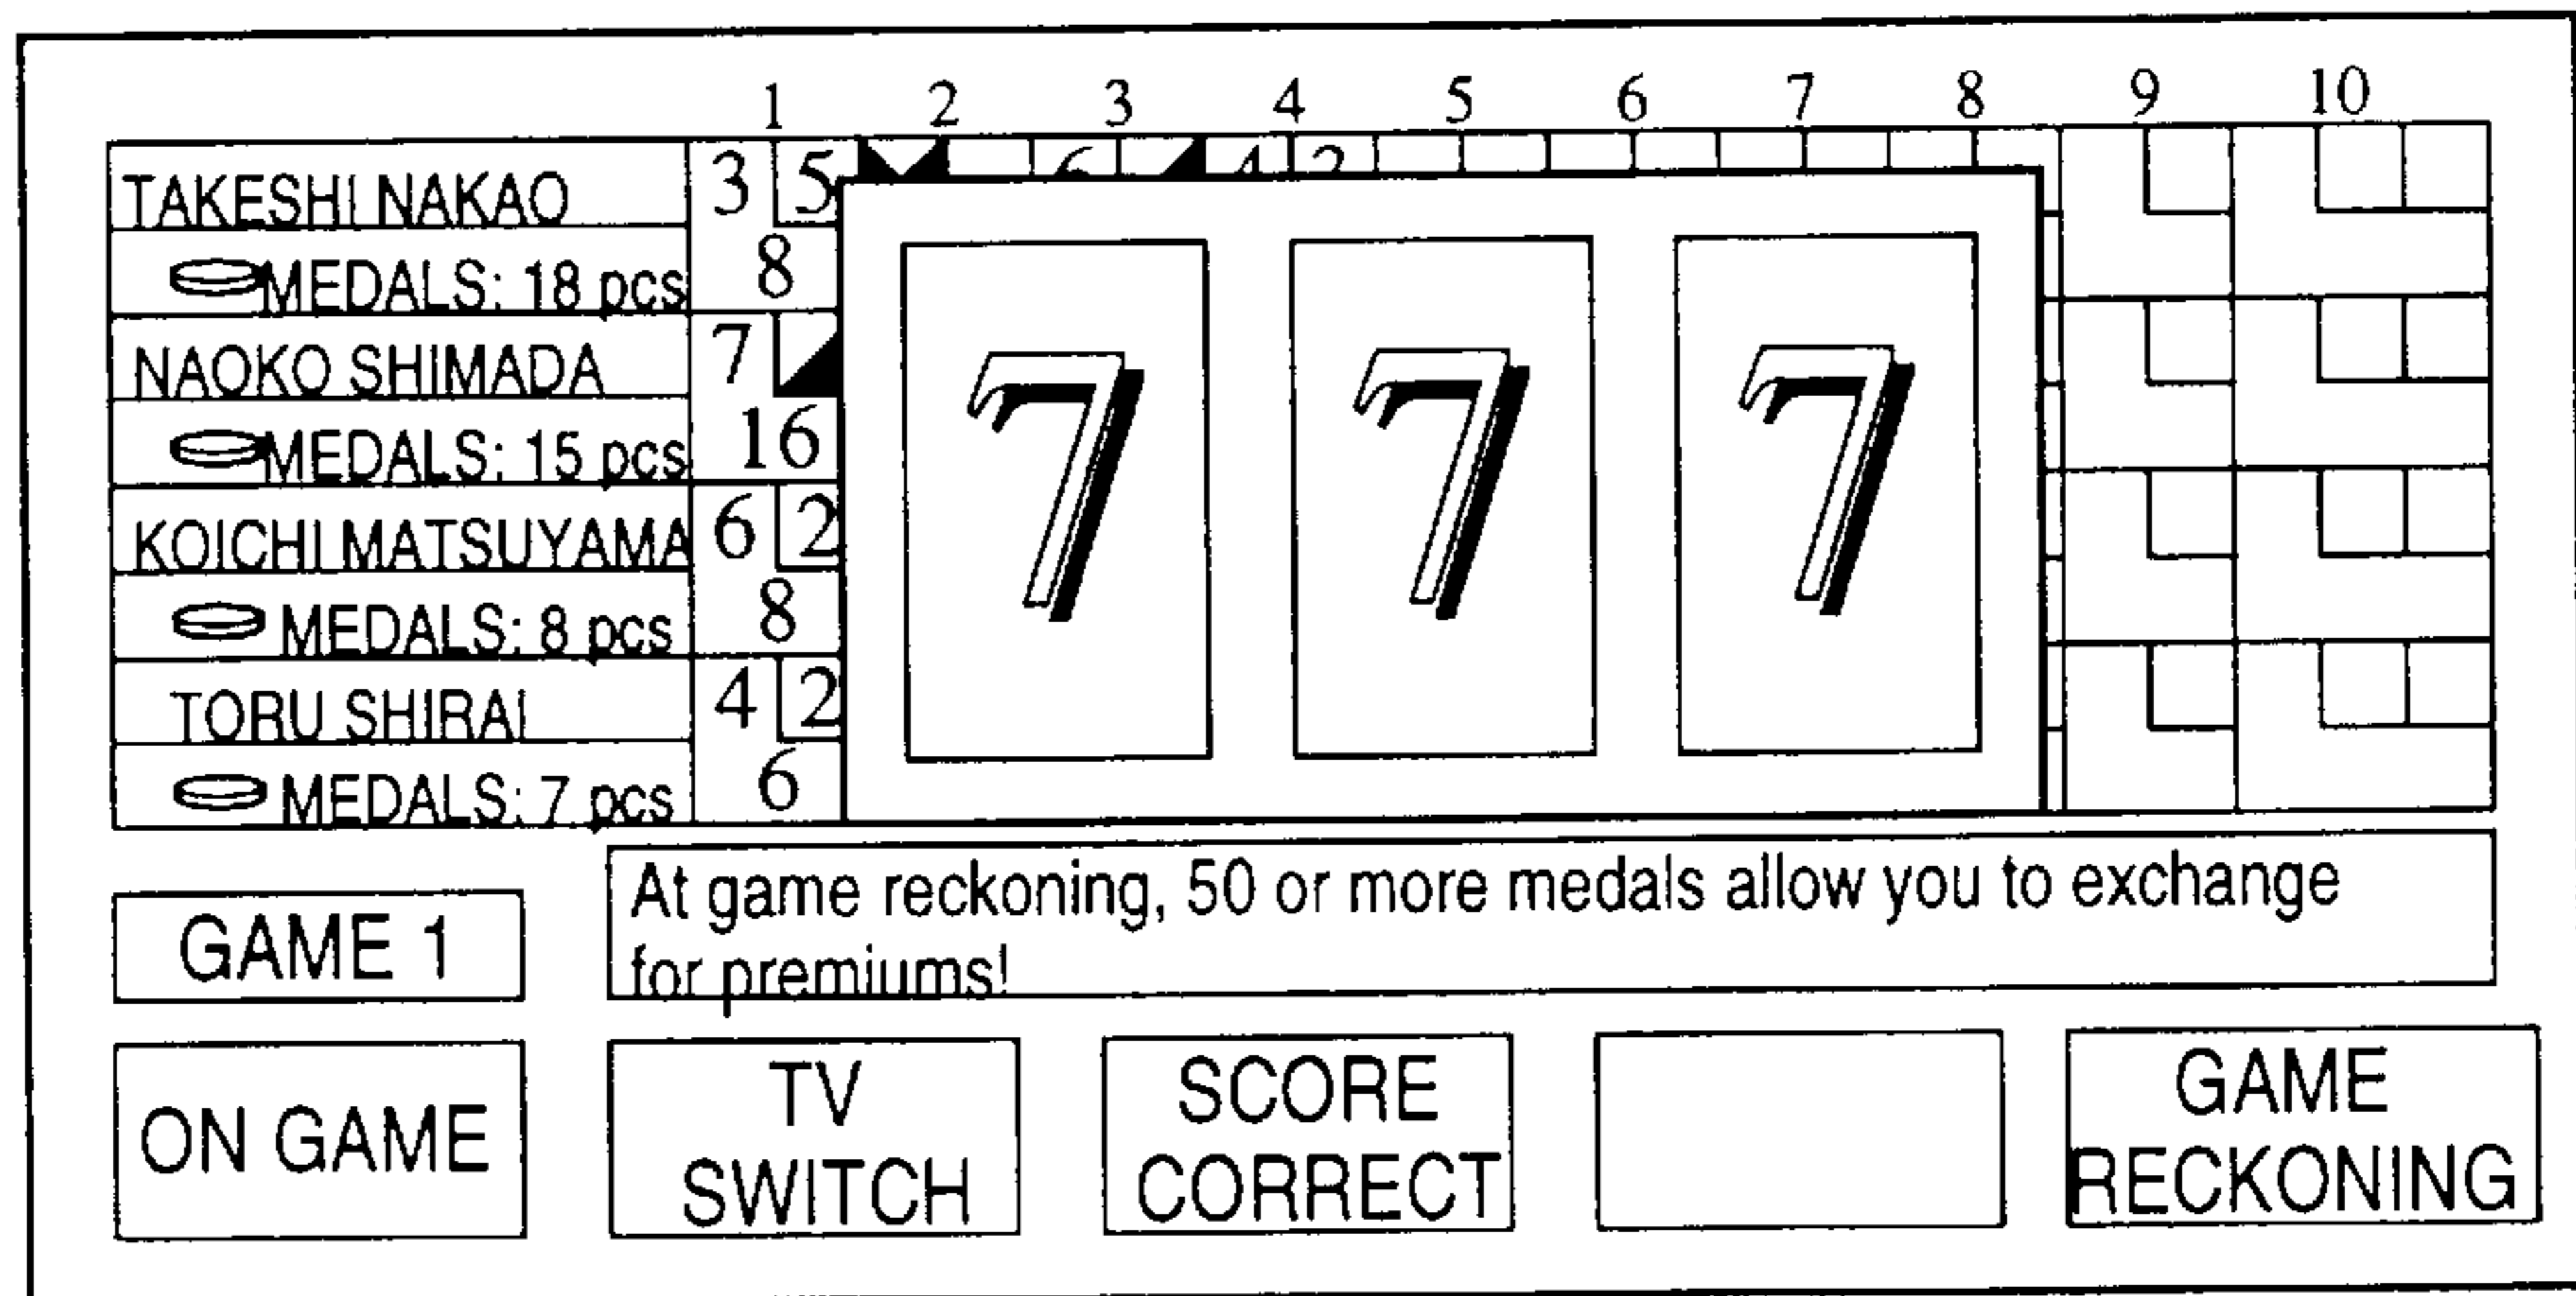 1 2 3 4 5 6 7 8 9 10
TAKESHI NAKAO 3 5 6 4 2
MEDALS: 18 pcs 8
NAOKO SHIMADA 7
MEDALS: 15 pcs 16
KOICHI MATSUYAMA 6 2
MEDALS: 8 pcs 8
TORU SHIRAI 4 2
MEDALS: 7 pcs 6
7 7 7
At game reckoning, 50 or more medals allow you to exchange
for premiums!
GAME 1
ON GAME
TV
SWITCH
SCORE
CORRECT
GAME
RECKONING